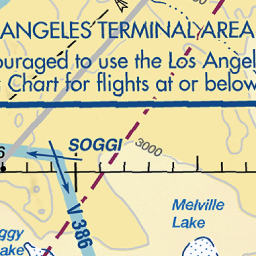 ANGELES TERMINAL AREA
ouraged to use the Los Angel
Chart for flights at or below
SOGGI
3000
6
V 386
Melville
Lake
ggy
ake